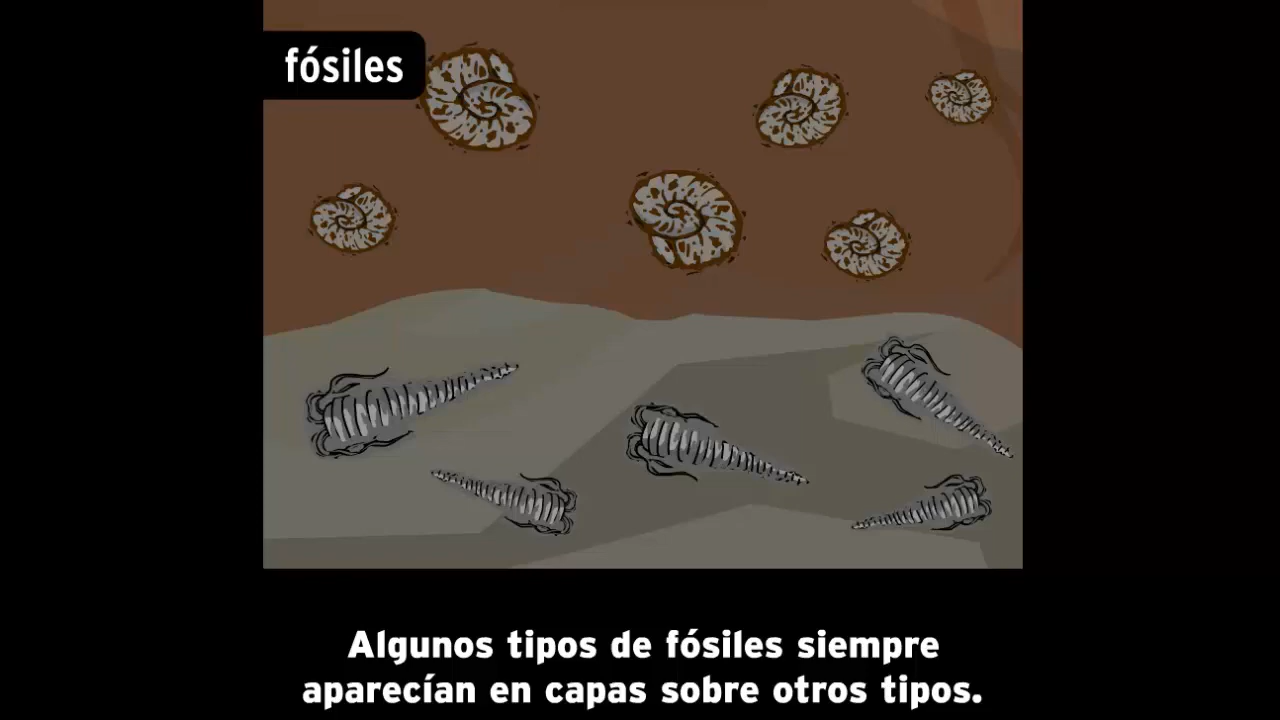 fósiles
Algunos tipos de fósiles siempre
aparecían en capas sobre otros tipos.